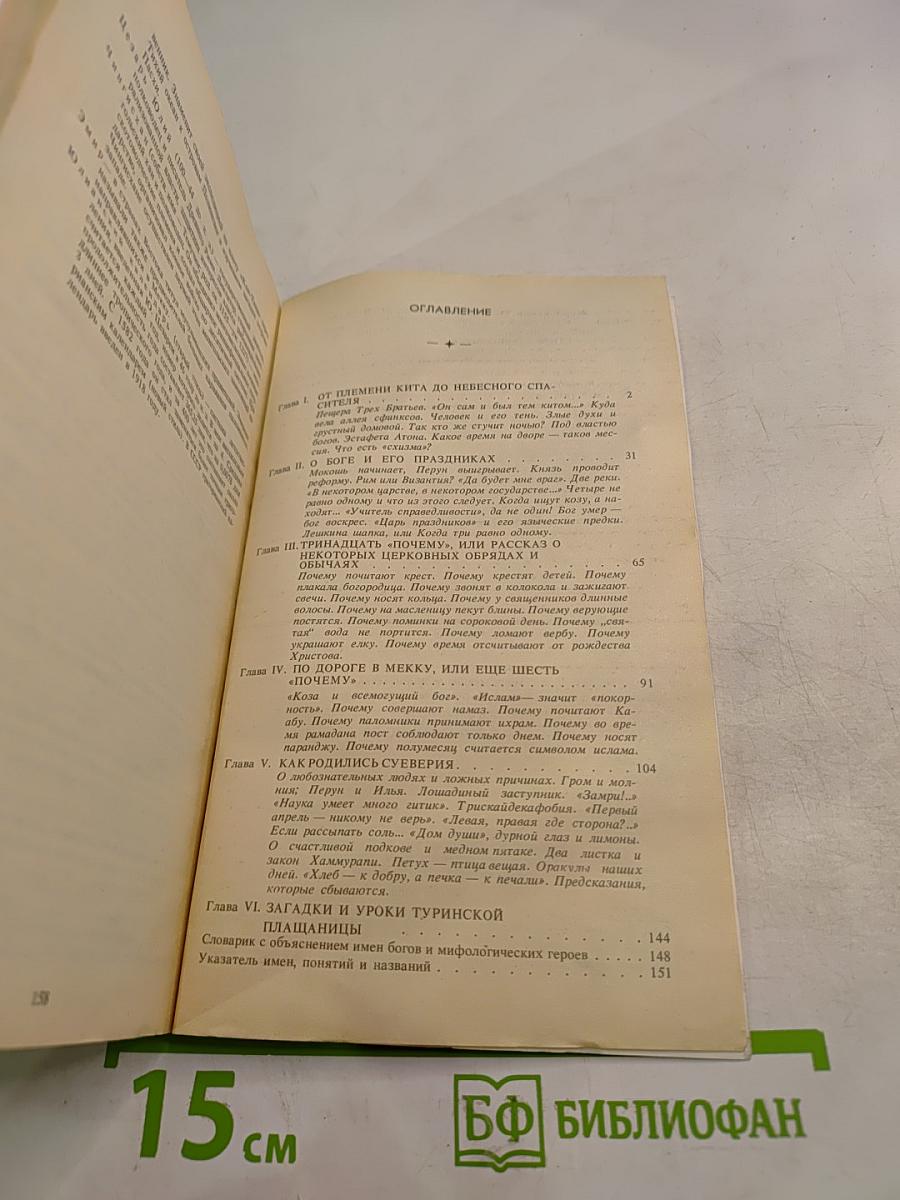 ОГЛАВЛЕНИЕ
Глава I. ОТ ПЛЕМЕНИ КИТА ДО НЕБЕСНОГО СПА-
СИТЕЛЯ . . . . . . . . . . . . . . . . 2
Пещера Трех Братьев. «Он сам и был тем китом...» Куда
вела аллея сфинксов. Человек и его тень. Злые духи и
грустный домовой. Так кто же стучит ночью? Под властью
богов. Эстафета Атона. Какое время на дворе — таков мес-
сия. Что есть «схизма»?
Глава II. О БОГЕ И ЕГО ПРАЗДНИКАХ . . . . . . . . 31
Мокошь начинает, Перун выигрывает. Князь проводит
реформу. Рим или Византия? «Да будет мне враг». Две реки.
«В некотором царстве, в некотором государстве...» Четыре не
равно одному и что из этого следует. Когда ищут козу, а на-
ходят... «Учитель справедливости», да не один! Бог умер —
бог воскрес. «Царь праздников» и его языческие предки.
Лешкина шапка, или Когда три равно одному.
Глава III. ТРИНАДЦАТЬ «ПОЧЕМУ», ИЛИ РАССКАЗ О
НЕКОТОРЫХ ЦЕРКОВНЫХ ОБРЯДАХ И
ОБЫЧАЯХ . . . . . . . . . . . . . . . 65
Почему почитают крест. Почему крестят детей. Почему
плакала богородица. Почему звонят в колокола и зажигают
свечи. Почему носят кольца. Почему у священников длинные
волосы. Почему на масленицу пекут блины. Почему верующие
постятся. Почему поминки на сороковой день. Почему „свя-
тая“ вода не портится. Почему ломают вербу. Почему
украшают елку. Почему время отсчитывают от рождества
Христова.
Глава IV. ПО ДОРОГЕ В МЕККУ, ИЛИ ЕЩЕ ШЕСТЬ
«ПОЧЕМУ» . . . . . . . . . . . . . . . 91
«Коза и всемогущий бог». «Ислам»— значит «покор-
ность». Почему совершают намаз. Почему почитают Ка-
абу. Почему паломники принимают ихрам. Почему во вре-
мя рамадана пост соблюдают только днем. Почему носят
паранджу. Почему полумесяц считается символом ислама.
Глава V. КАК РОДИЛИСЬ СУЕВЕРИЯ . . . . . . . . . . 104
О любознательных людях и ложных причинах. Гром и мол-
ния; Перун и Илья. Лошадиный заступник. «Замри!..»
«Наука умеет много гитик». Трискайдекафобия. «Первый
апрель — никому не верь». «Левая, правая где сторона?..»
Если рассыпать соль... «Дом души», дурной глаз и лимоны.
О счастливой подкове и медном пятаке. Два листка и
закон Хаммурапи. Петух — птица вещая. Оракулы наших
дней. «Хлеб — к добру, а печка — к печали». Предсказания,
которые сбываются.
Глава VI. ЗАГАДКИ И УРОКИ ТУРИНСКОЙ
ПЛАЩАНИЦЫ . . . . . . . . . . . . . 144
Словарик с объяснением имен богов и мифологических героев . . . . . 148
Указатель имен, понятий и названий . . . . . . . . . . . . 151
158
15 см
БФ БИБЛИОФАН